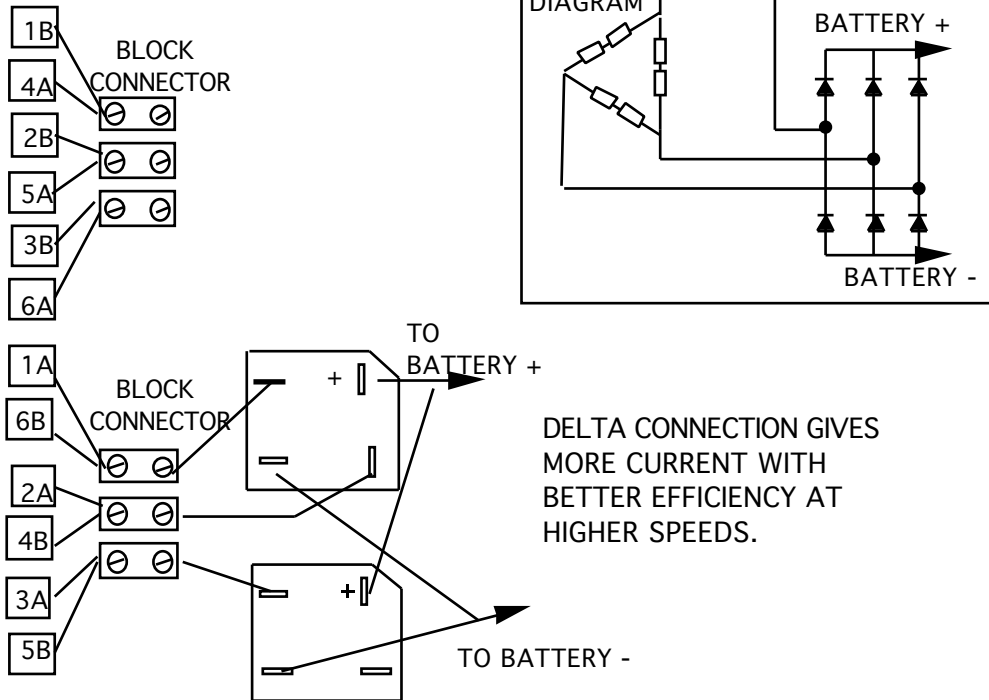 1B
4A
2B
5A
3B
6A
BLOCK
CONNECTOR
DIAGRAM
BATTERY +
BATTERY -
1A
6B
2A
4B
3A
5B
BLOCK
CONNECTOR
+
TO
BATTERY +
+
TO BATTERY -
DELTA CONNECTION GIVES
MORE CURRENT WITH
BETTER EFFICIENCY AT
HIGHER SPEEDS.